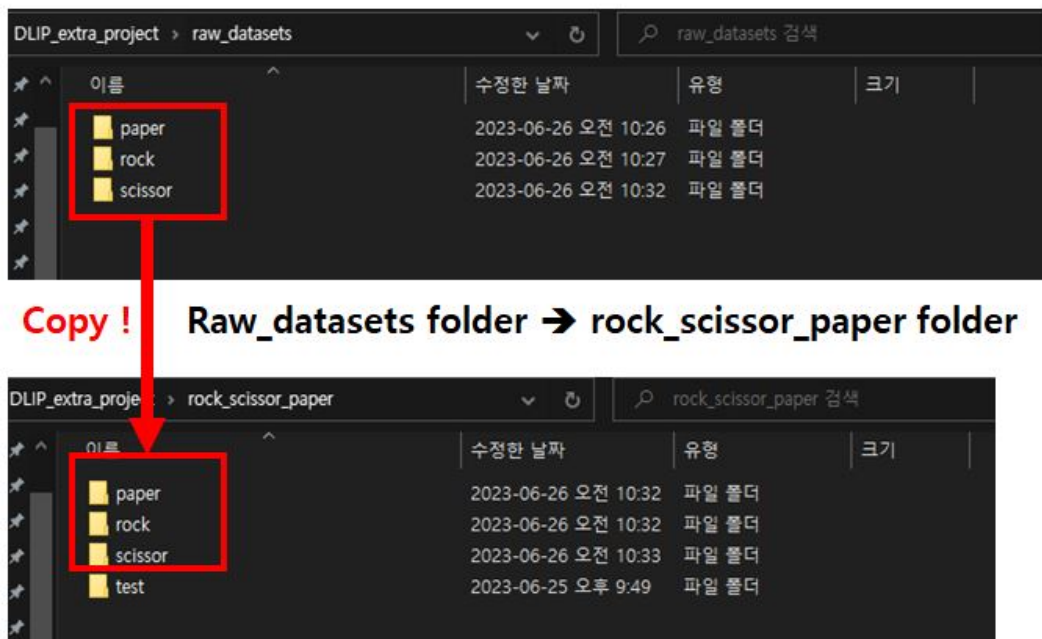 DLIP_extra_project > raw_datasets raw_datasets 검색
이름 수정한 날짜 유형 크기
paper 2023-06-26 오전 10:26 파일 폴더
rock 2023-06-26 오전 10:27 파일 폴더
scissor 2023-06-26 오전 10:32 파일 폴더
Copy ! Raw_datasets folder ➔ rock_scissor_paper folder
DLIP_extra_project > rock_scissor_paper rock_scissor_paper 검색
이름 수정한 날짜 유형 크기
paper 2023-06-26 오전 10:32 파일 폴더
rock 2023-06-26 오전 10:32 파일 폴더
scissor 2023-06-26 오전 10:33 파일 폴더
test 2023-06-25 오후 9:49 파일 폴더